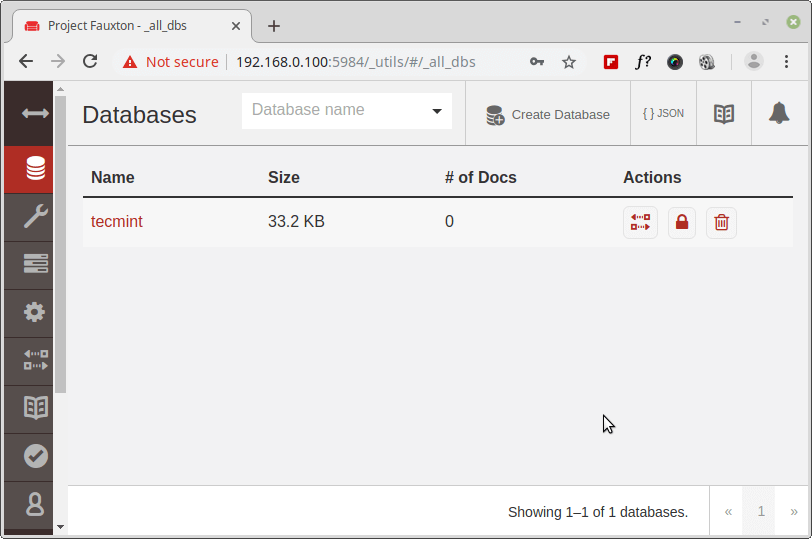 Project Fauxton - _all_dbs
Not secure 192.168.0.100:5984/_utils/#/_all_dbs
f?
Databases
Database name
Create Database
{ } JSON
Name Size # of Docs Actions
tecmint 33.2 KB 0
Showing 1–1 of 1 databases.
« 1 »